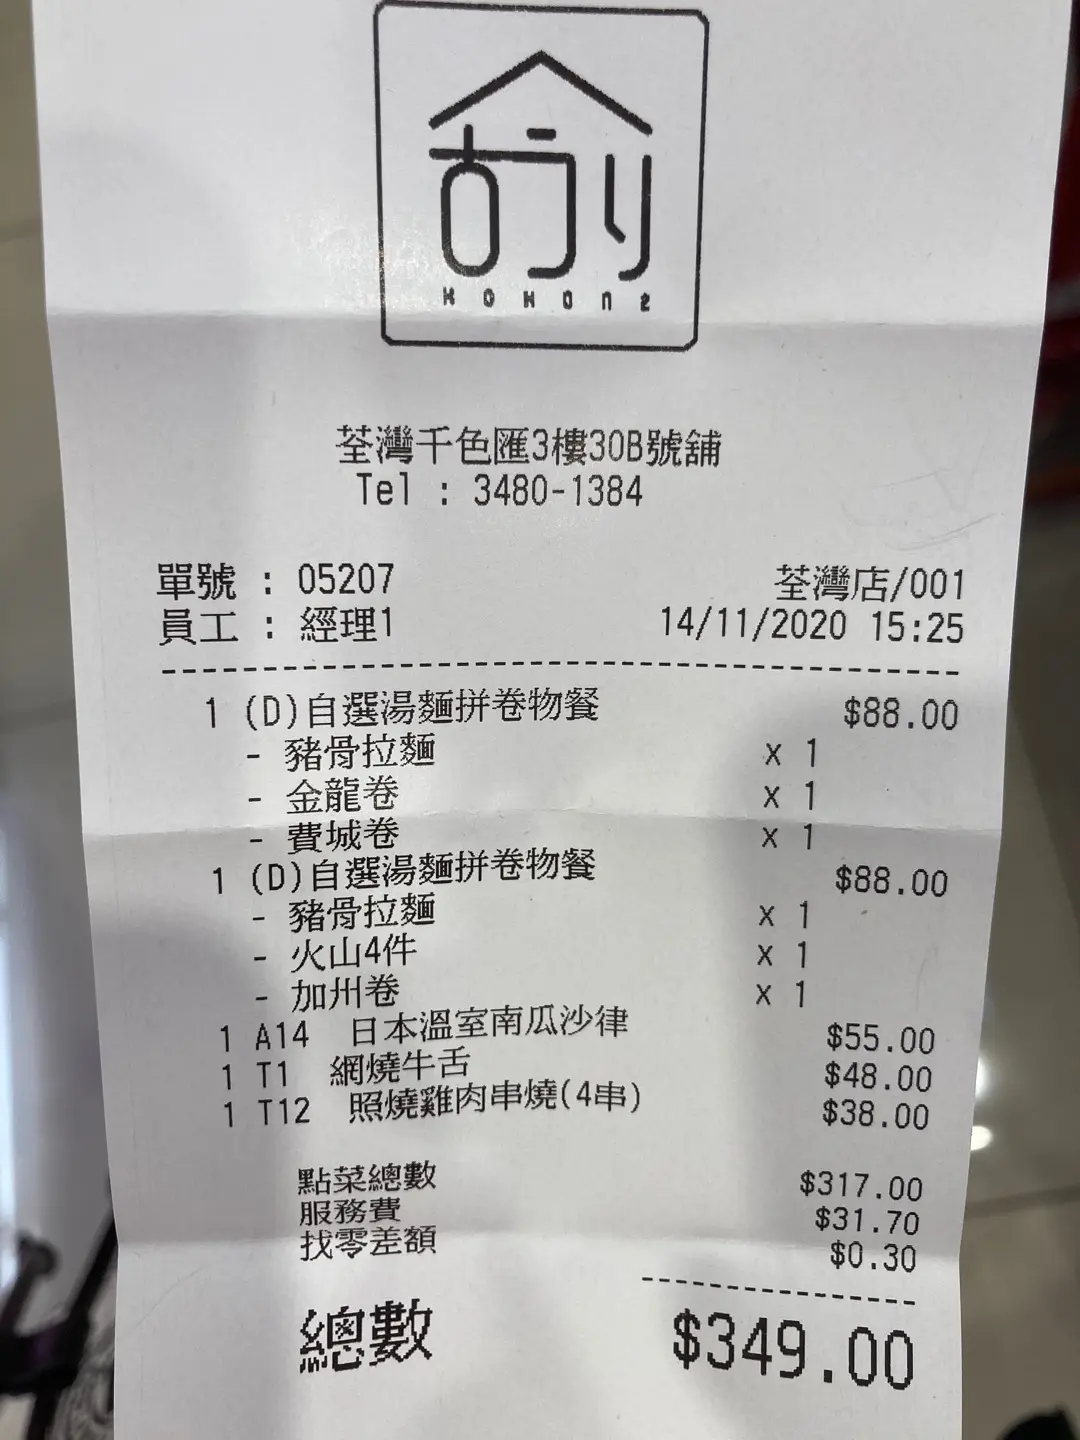 荃灣千色匯3樓30B號舖
Tel : 3480-1384
單號 : 05207 荃灣店/001
員工 : 經理1 14/11/2020 15:25
1 (D)自選湯麵拼卷物餐 $88.00
- 豬骨拉麵 x 1
- 金龍卷 x 1
- 費城卷 x 1
1 (D)自選湯麵拼卷物餐 $88.00
- 豬骨拉麵 x 1
- 火山4件 x 1
- 加州卷 x 1
1 A14 日本溫室南瓜沙律 $55.00
1 T1 網燒牛舌 $48.00
1 T12 照燒雞肉串燒(4串) $38.00
點菜總數 $317.00
服務費 $31.70
找零差額 $0.30
總數 $349.00